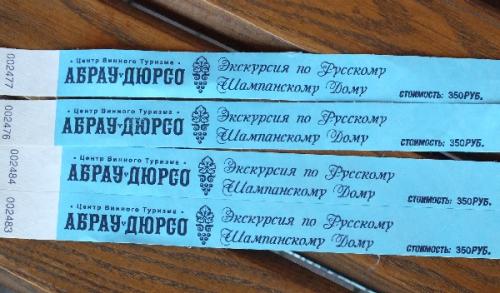 002477
• Центр Винного Туризма •
АБРАУ-ДЮРСО
Экскурсия по Русскому
Шампанскому Дому
СТОИМОСТЬ: 350РУБ.
002476
• Центр Винного Туризма •
АБРАУ-ДЮРСО
Экскурсия по Русскому
Шампанскому Дому
СТОИМОСТЬ: 350РУБ.
002484
• Центр Винного Туризма •
АБРАУ-ДЮРСО
Экскурсия по Русскому
Шампанскому Дому
СТОИМОСТЬ: 350РУБ.
002483
• Центр Винного Туризма •
АБРАУ-ДЮРСО
Экскурсия по Русскому
Шампанскому Дому
СТОИМОСТЬ: 350РУБ.